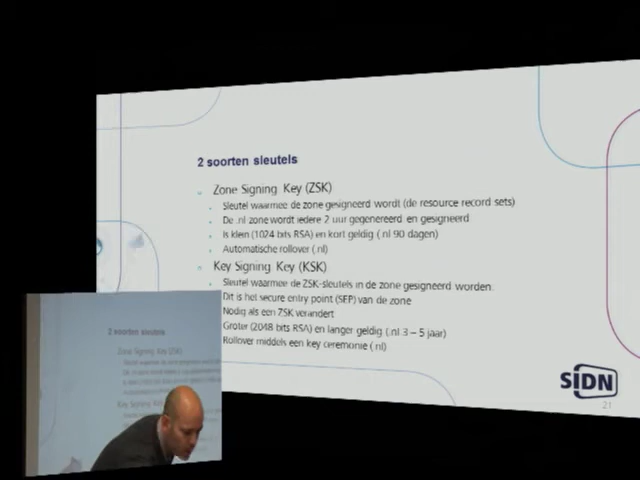 2 soorten sleutels
Zone Signing Key (ZSK)
Sleutel waarmee de zone gesigneerd wordt (de resource record sets)
De .nl zone wordt iedere 2 uur gegenereerd en gesigneerd
Is klein (1024 bits RSA) en kort geldig (.nl 90 dagen)
Automatische rollover (.nl)
Key Signing Key (KSK)
Sleutel waarmee de ZSK-sleutels in de zone gesigneerd worden.
Dit is het secure entry point (SEP) van de zone
Nodig als een ZSK verandert
Groter (2048 bits RSA) en langer geldig (.nl 3 – 5 jaar)
Rollover middels een key ceremonie (.nl)
SIDN
21
2 soorten sleutels
Zone Signing Key (ZSK)